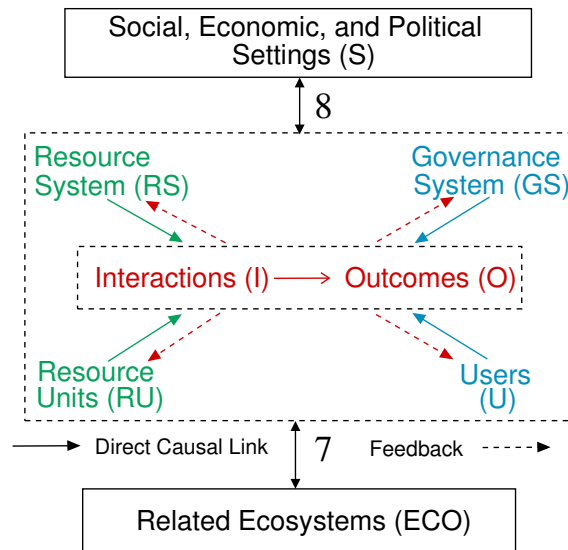 Social, Economic, and Political
Settings (S)
8
Resource
System (RS)
Governance
System (GS)
Interactions (I)
Outcomes (O)
Resource
Units (RU)
Users
(U)
Direct Causal Link
7
Feedback
Related Ecosystems (ECO)